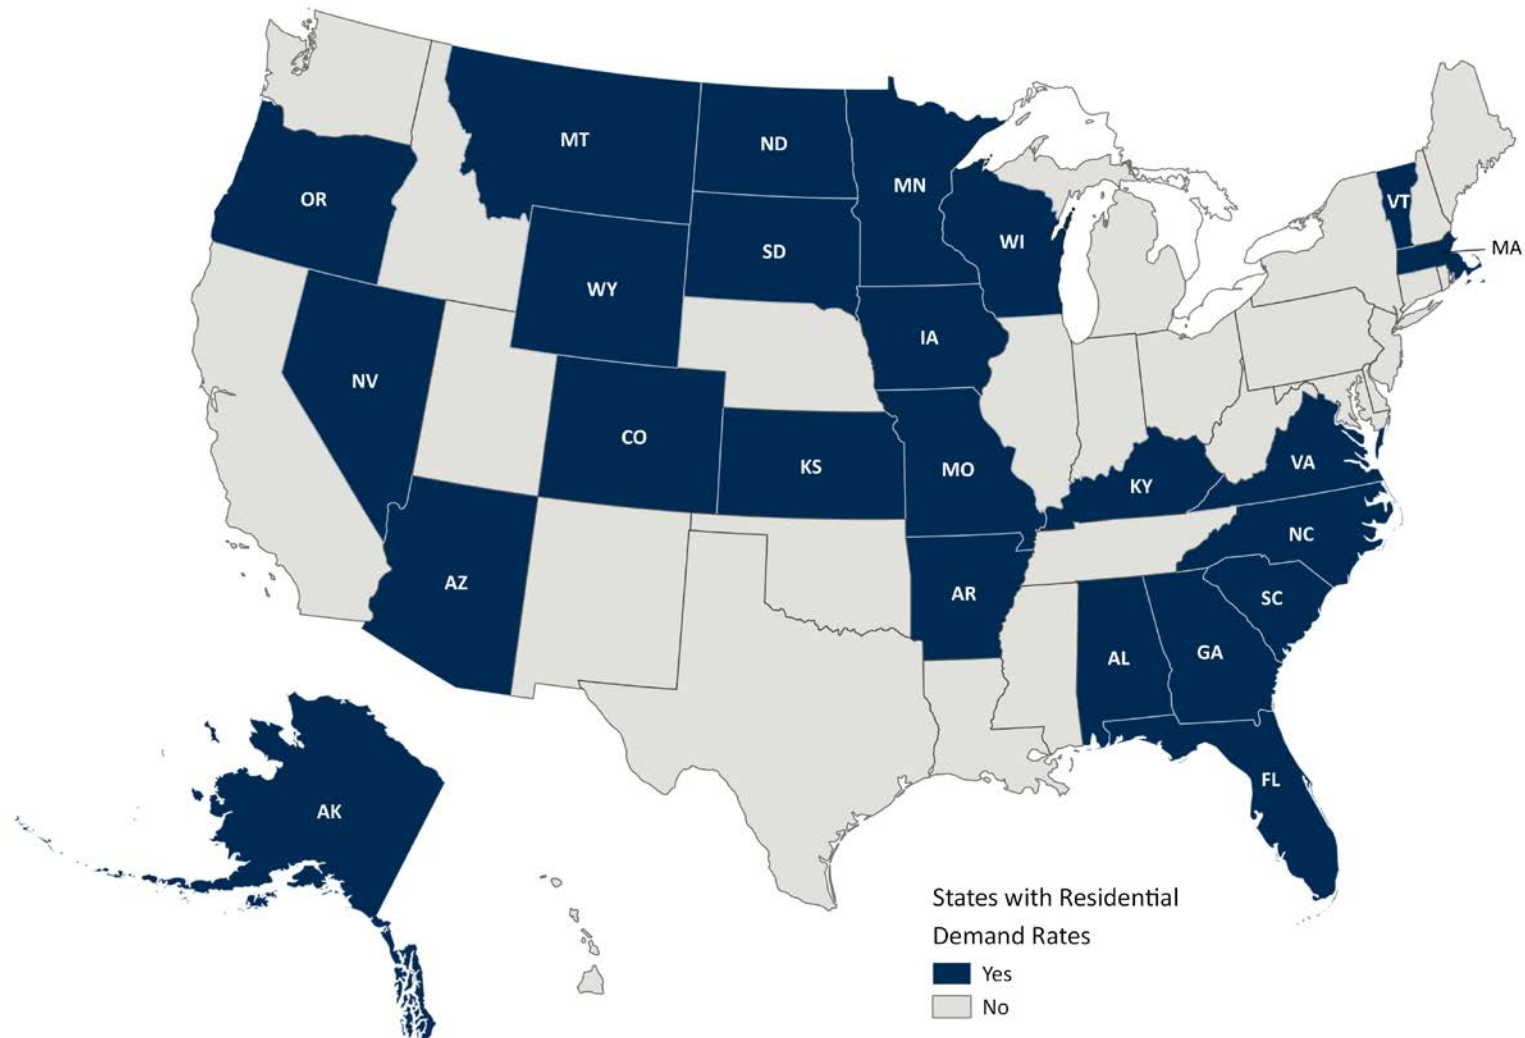 MT
ND
MN
OR
VT
WI
SD
MA
WY
IA
NV
CO
KS
MO
KY
VA
NC
AZ
AR
SC
AL
GA
FL
AK
States with Residential
Demand Rates
Yes
No